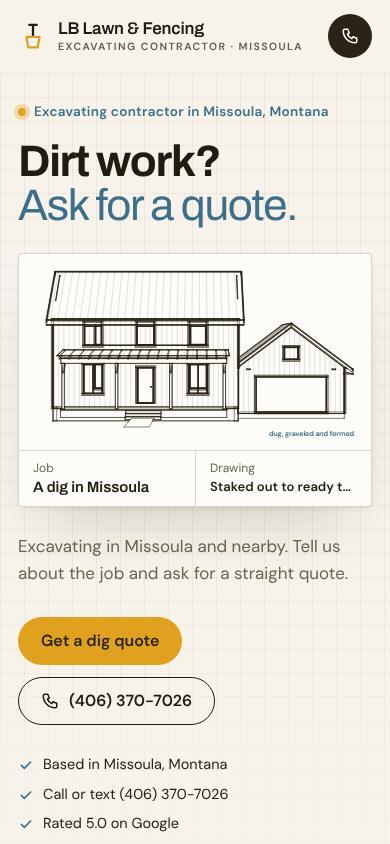 LB Lawn & Fencing
EXCAVATING CONTRACTOR · MISSOULA
Excavating contractor in Missoula, Montana
Dirt work?
Ask for a quote.
dug, graveled and formed
Job
A dig in Missoula
Drawing
Staked out to ready t…
Excavating in Missoula and nearby. Tell us
about the job and ask for a straight quote.
Get a dig quote
(406) 370-7026
Based in Missoula, Montana
Call or text (406) 370-7026
Rated 5.0 on Google